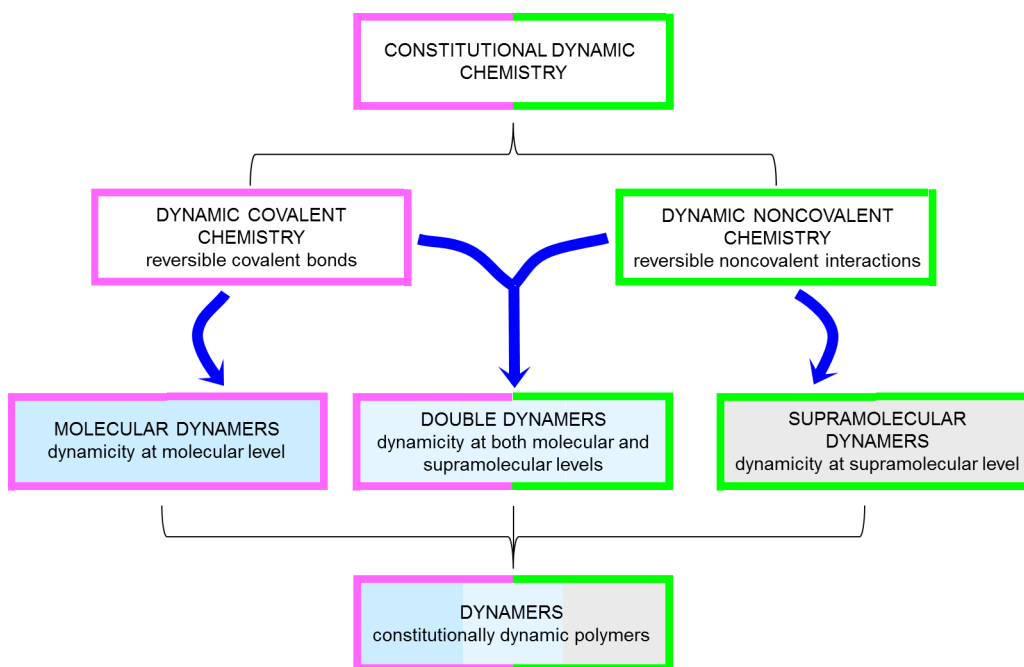 CONSTITUTIONAL DYNAMIC
CHEMISTRY
DYNAMIC COVALENT
CHEMISTRY
reversible covalent bonds
DYNAMIC NONCOVALENT
CHEMISTRY
reversible noncovalent interactions
MOLECULAR DYNAMERS
dynamicity at molecular level
DOUBLE DYNAMERS
dynamicity at both molecular and
supramolecular levels
SUPRAMOLECULAR
DYNAMERS
dynamicity at supramolecular level
DYNAMERS
constitutionally dynamic polymers